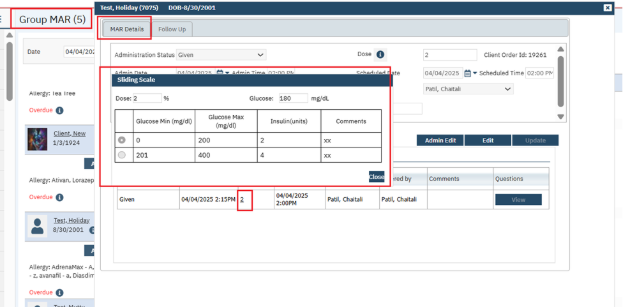 Group MAR (5)
Date 04/04/202
Allergy: Tea Tree
Overdue
Client, New
1/3/1924
A
Allergy: Ativan, Lorazep
Overdue
Test, Holiday
8/30/2001
A
Allergy: AdrenaMax - A,
- z, avanafil - a, Diasdim
Overdue
Test, Holiday (7075) DOB-8/30/2001
MAR Details Follow Up
Administration Status Given Dose 2 Client Order Id: 19261
Admin Date 04/04/2025 Admin Time 02:00 PM Scheduled Date 04/04/2025 Scheduled Time 02:00 PM
Patil, Chaitali
Sliding Scale
Dose: 2 % Glucose: 180 mg/dL
Glucose Min (mg/dl) Glucose Max (mg/dl) Insulin(units) Comments
0 200 2 xx
201 400 4 xx
Close
Admin Edit Edit Update
ered by Comments Questions
Given 04/04/2025 2:15PM 2 04/04/2025 2:00PM Patil, Chaitali Patil, Chaitali View